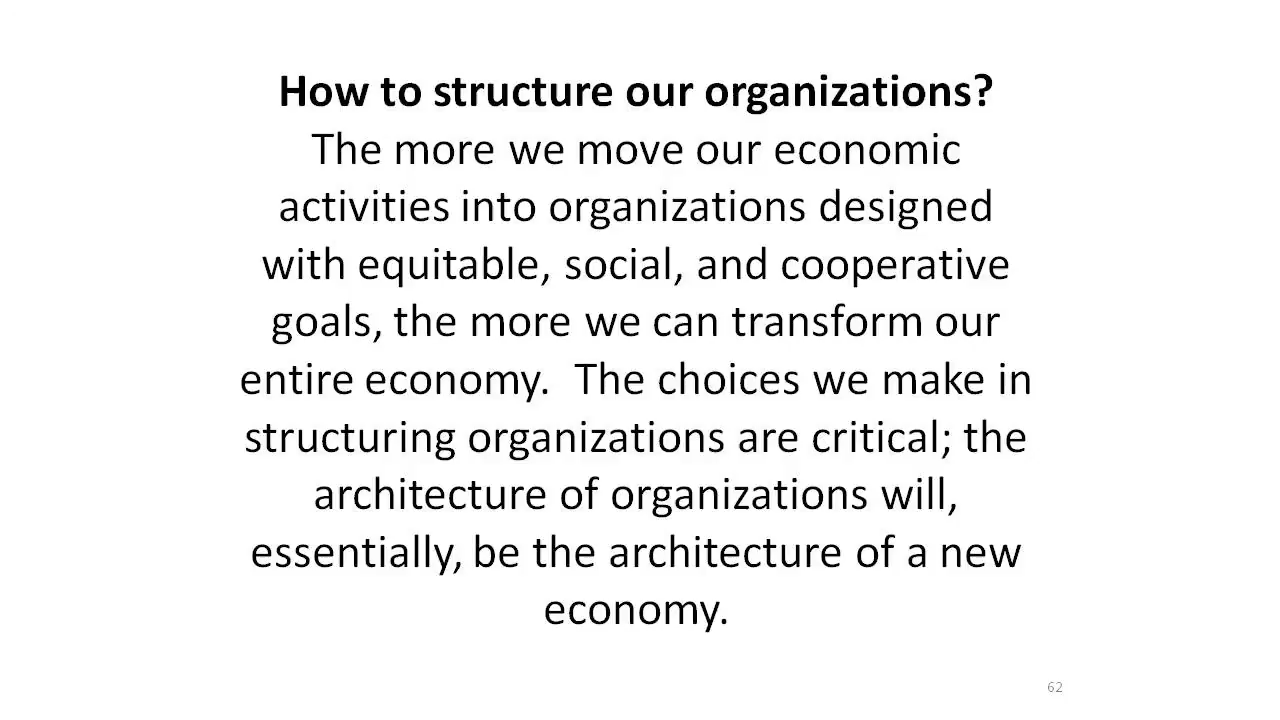 How to structure our organizations?
The more we move our economic
activities into organizations designed
with equitable, social, and cooperative
goals, the more we can transform our
entire economy.  The choices we make in
structuring organizations are critical; the
architecture of organizations will,
essentially, be the architecture of a new
economy.
62